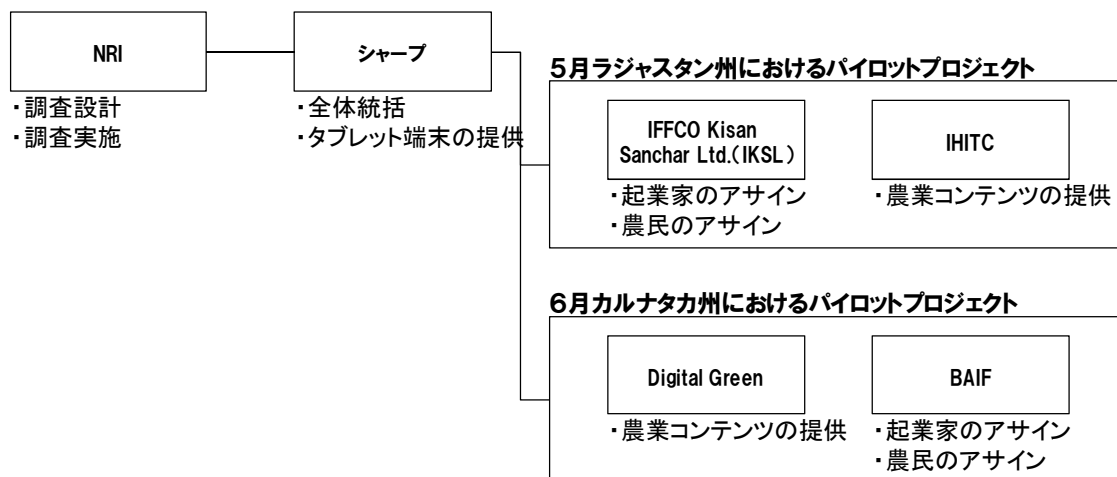 NRI
・調査設計
・調査実施
シャープ
・全体統括
・タブレット端末の提供
５月ラジャスタン州におけるパイロットプロジェクト
IFFCO Kisan
Sanchar Ltd.（IKSL）
・起業家のアサイン
・農民のアサイン
IHITC
・農業コンテンツの提供
６月カルナタカ州におけるパイロットプロジェクト
Digital Green
・農業コンテンツの提供
BAIF
・起業家のアサイン
・農民のアサイン